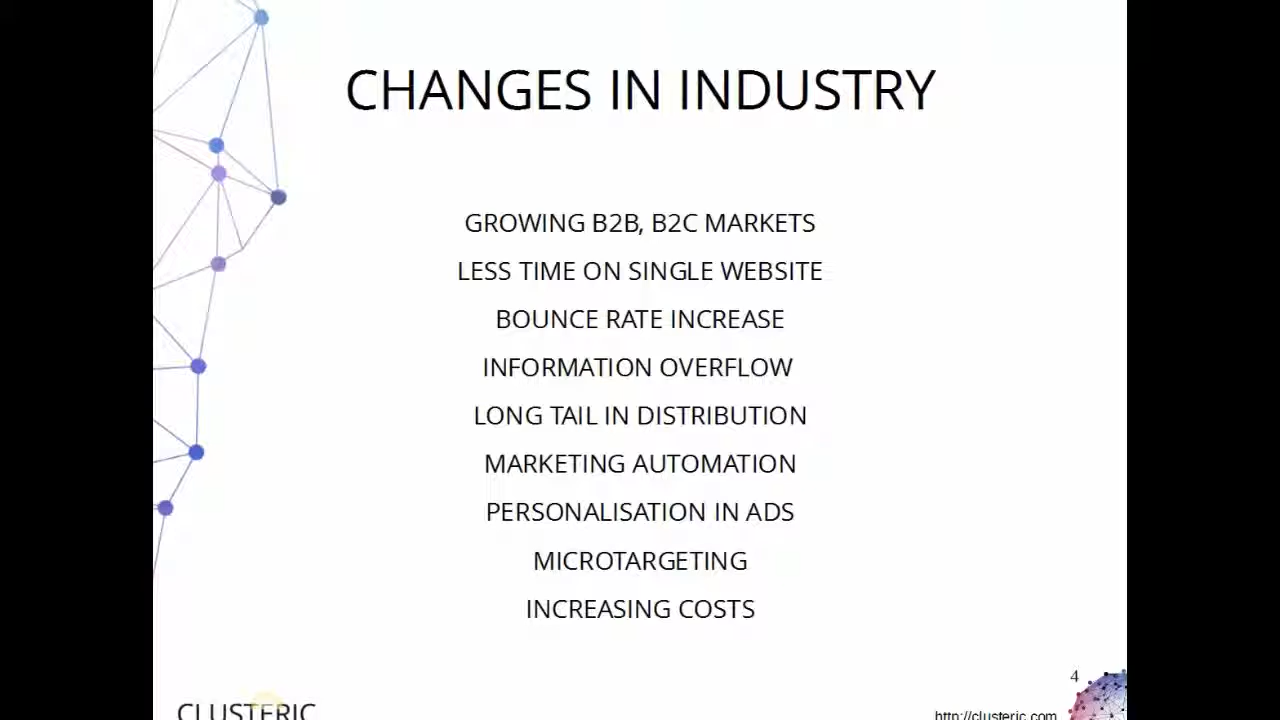 CHANGES IN INDUSTRY
GROWING B2B, B2C MARKETS
LESS TIME ON SINGLE WEBSITE
BOUNCE RATE INCREASE
INFORMATION OVERFLOW
LONG TAIL IN DISTRIBUTION
MARKETING AUTOMATION
PERSONALISATION IN ADS
MICROTARGETING
INCREASING COSTS
4
CLUSTERIC
http://clusteric.com